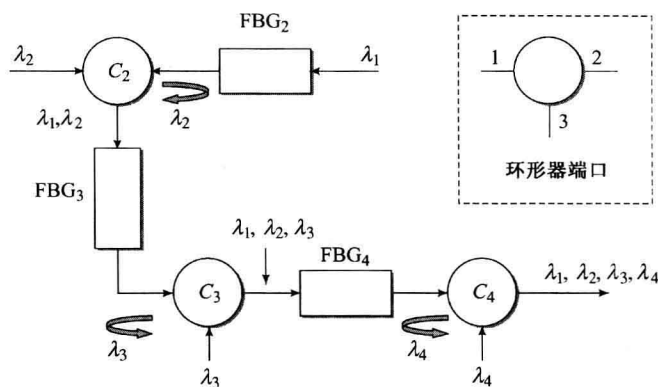 FBG₂
λ₂
C₂
λ₁
λ₂
λ₁,λ₂
FBG₃
1
2
3
环形器端口
λ₁, λ₂, λ₃
FBG₄
C₃
C₄
λ₁, λ₂, λ₃, λ₄
λ₃
λ₄
λ₃
λ₄